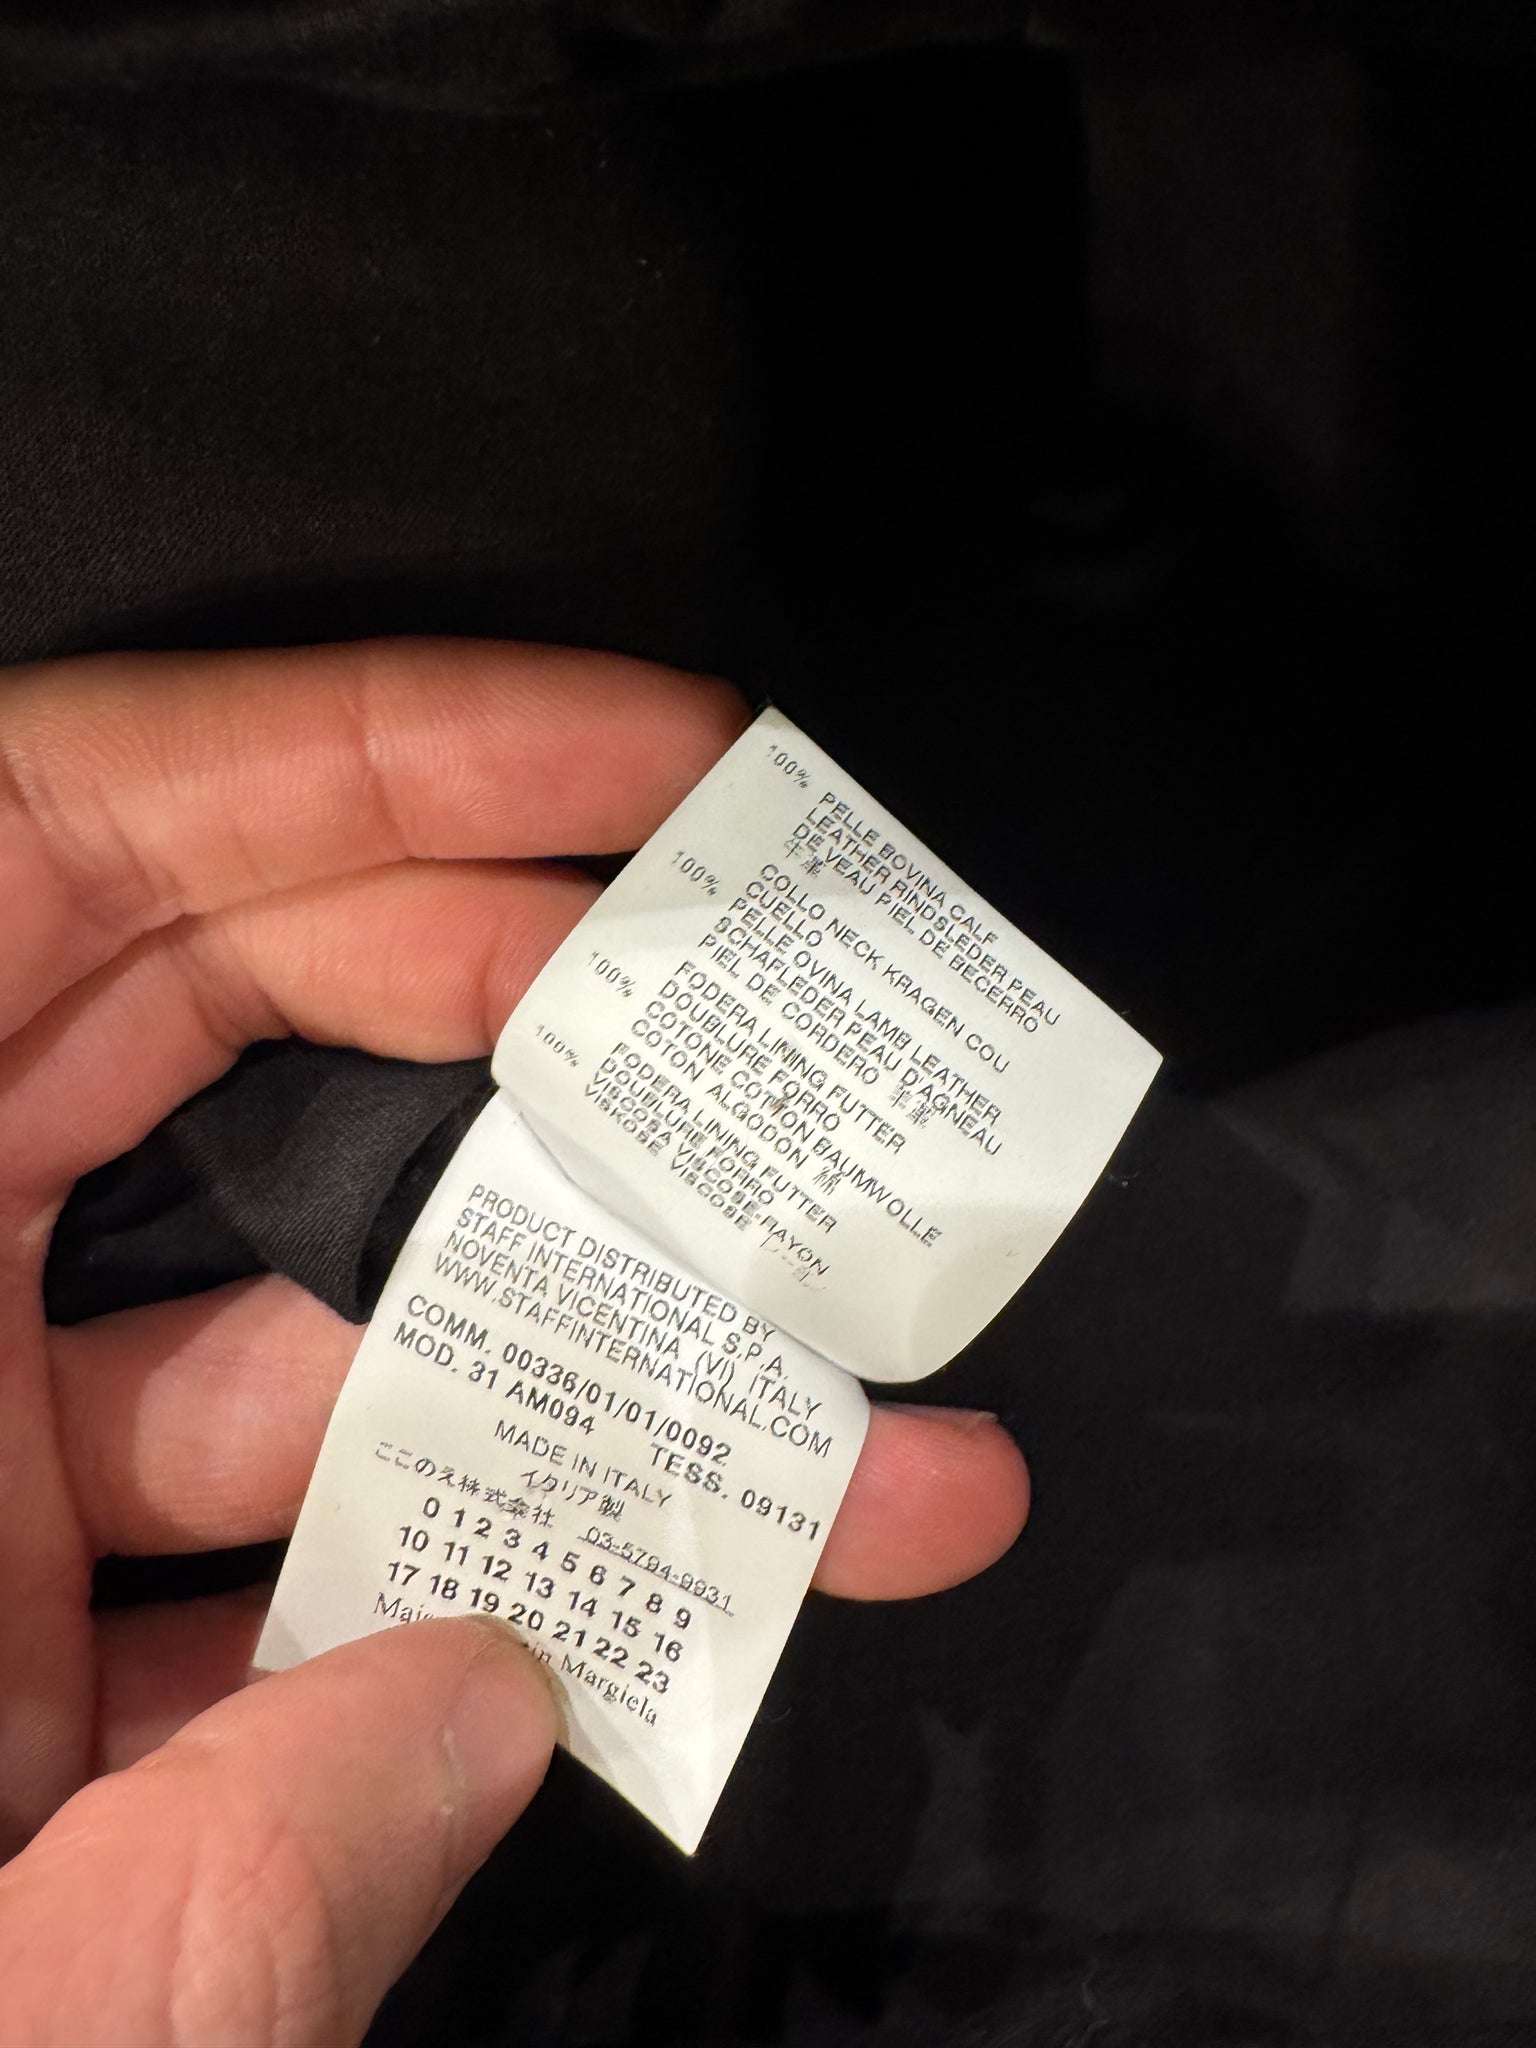 100% PELLE BOVINA CALF
LEATHER RINDSLEDER PEAU
DE VEAU PIEL DE BECERRO
牛革
100% COLLO NECK KRAGEN COU
CUELLO
PELLE OVINA LAMB LEATHER
SCHAFLEDER PEAU D'AGNEAU
PIEL DE CORDERO 羊革
100% FODERA LINING FUTTER
DOUBLURE FORRO
COTONE COTTON BAUMWOLLE
COTON ALGODON 綿
100% FODERA LINING FUTTER
DOUBLURE FORRO
VISCOSA VISCOSE-RAYON
VISKOSE VISCOSE
PRODUCT DISTRIBUTED BY
STAFF INTERNATIONAL S.P.A.
NOVENTA VICENTINA (VI) ITALY
WWW.STAFFINTERNATIONAL.COM
COMM. 00336/01/01/0092
MOD. 31 AM094 TESS. 09131
MADE IN ITALY
イタリア製
ここのえ株式会社 03-5794-9931
0 1 2 3 4 5 6 7 8 9
10 11 12 13 14 15 16
17 18 19 20 21 22 23
Margiela